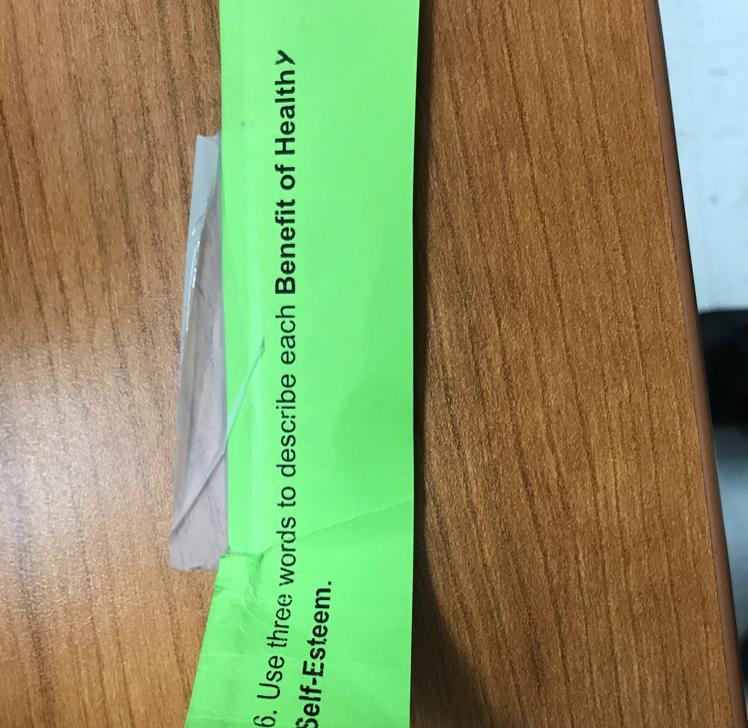 6. Use three words to describe each Benefit of Healthy
Self-Esteem.